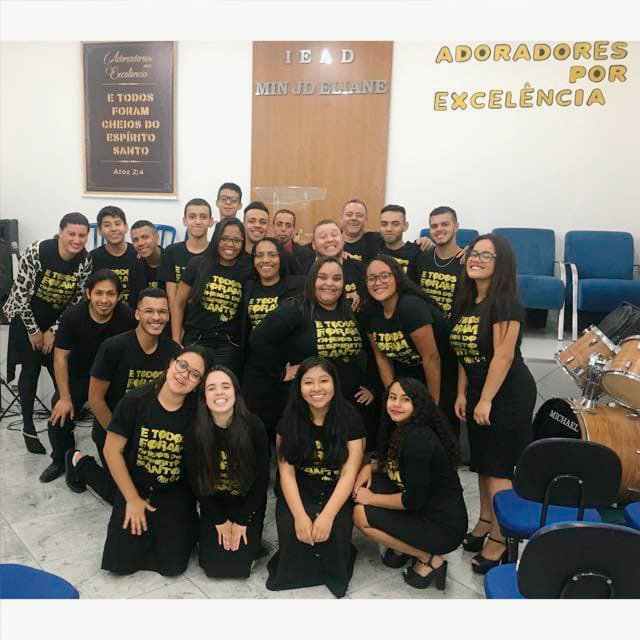 Adoradores
por
Excelência
E TODOS
FORAM
CHEIOS DO
ESPÍRITO
SANTO
Atos 2:4
IEAD
MIN JD ELIANE
ADORADORES
POR
EXCELÊNCIA
E TODOS
FORAM
CHEIOS DO
ESPÍRITO
SANTO
MICHAEL